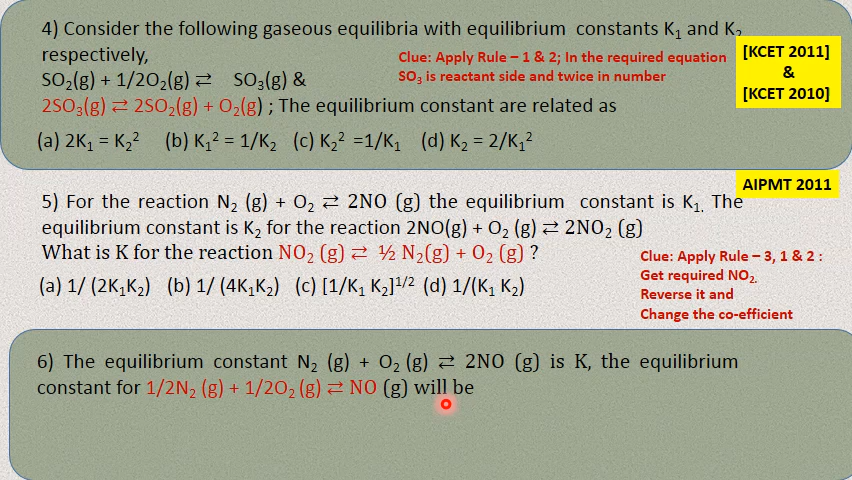 4) Consider the following gaseous equilibria with equilibrium constants K₁ and K₂
respectively,
Clue: Apply Rule – 1 & 2; In the required equation
SO₃ is reactant side and twice in number
[KCET 2011]
&
[KCET 2010]
SO₂(g) + 1/2O₂(g) ⇄ SO₃(g) &
2SO₃(g) ⇄ 2SO₂(g) + O₂(g) ; The equilibrium constant are related as
(a) 2K₁ = K₂² (b) K₁² = 1/K₂ (c) K₂² =1/K₁ (d) K₂ = 2/K₁²
AIPMT 2011
5) For the reaction N₂ (g) + O₂ ⇄ 2NO (g) the equilibrium constant is K₁. The
equilibrium constant is K₂ for the reaction 2NO(g) + O₂ (g) ⇄ 2NO₂ (g)
What is K for the reaction NO₂ (g) ⇄ ½ N₂(g) + O₂ (g) ?
(a) 1/ (2K₁K₂) (b) 1/ (4K₁K₂) (c) [1/K₁ K₂]¹ᐟ² (d) 1/(K₁ K₂)
Clue: Apply Rule – 3, 1 & 2 :
Get required NO₂.
Reverse it and
Change the co-efficient
6) The equilibrium constant N₂ (g) + O₂ (g) ⇄ 2NO (g) is K, the equilibrium
constant for 1/2N₂ (g) + 1/2O₂ (g) ⇄ NO (g) will be